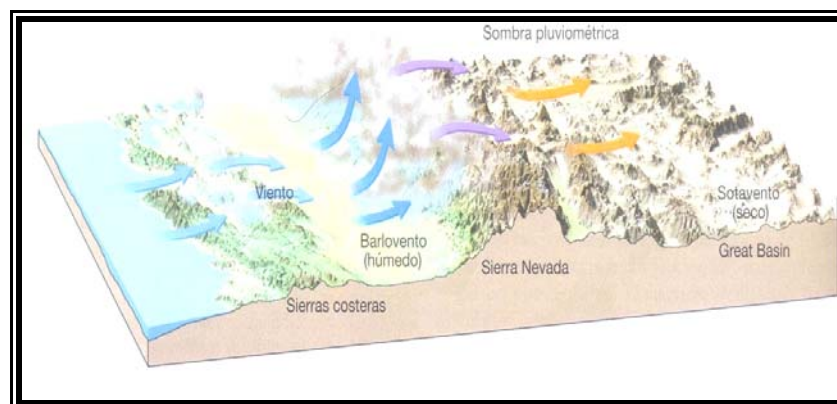 Sombra pluviométrica
Viento
Barlovento
(húmedo)
Sotavento
(seco)
Great Basin
Sierra Nevada
Sierras costeras